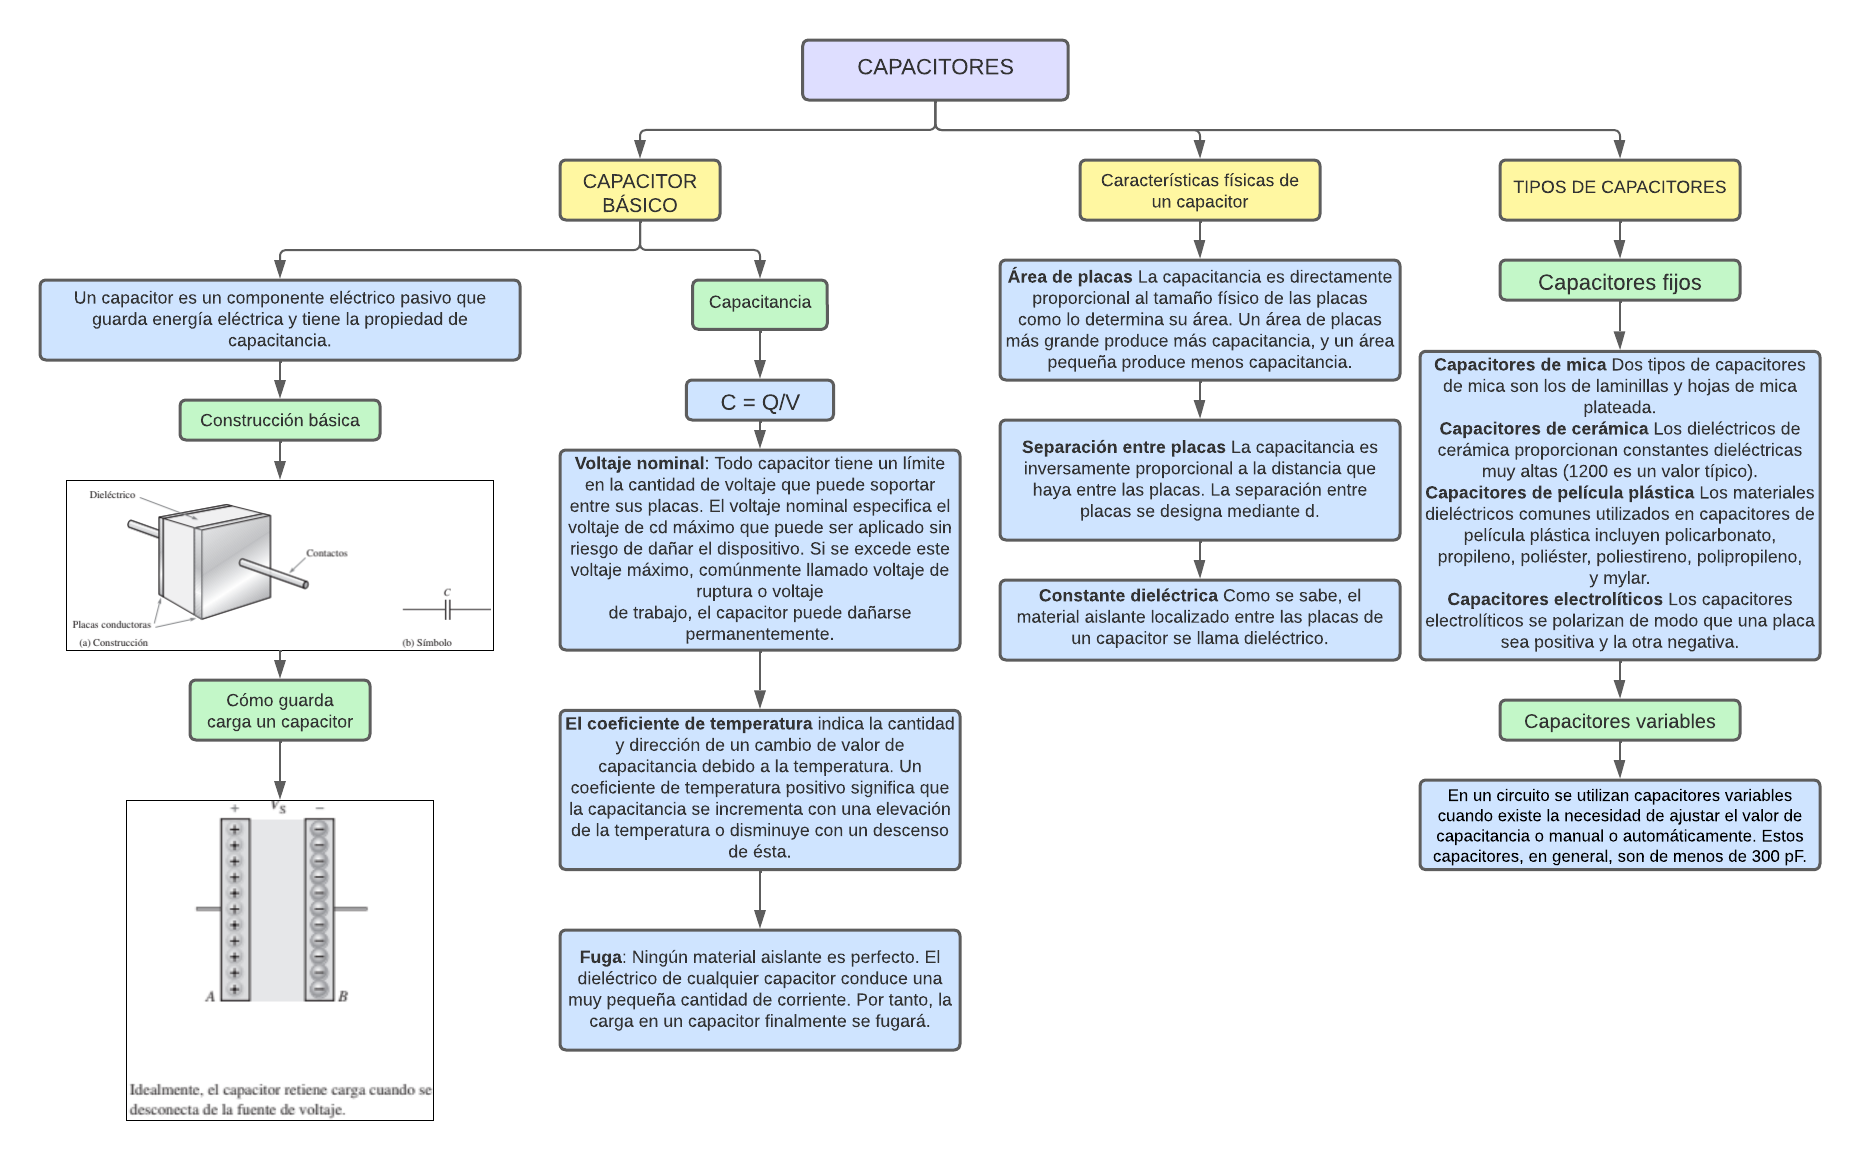 CAPACITORES
CAPACITOR
BÁSICO
Un capacitor es un componente eléctrico pasivo que
guarda energía eléctrica y tiene la propiedad de
capacitancia.
Construcción básica
Dieléctrico
Contactos
C
Placas conductoras
(a) Construcción
(b) Símbolo
Cómo guarda
carga un capacitor
+ VS −
+ −
+ −
+ −
+ −
+ −
+ −
+ −
+ −
+ −
+ −
+ −
A B
Idealmente, el capacitor retiene carga cuando se
desconecta de la fuente de voltaje.
Capacitancia
C = Q/V
Voltaje nominal: Todo capacitor tiene un límite
en la cantidad de voltaje que puede soportar
entre sus placas. El voltaje nominal especifica el
voltaje de cd máximo que puede ser aplicado sin
riesgo de dañar el dispositivo. Si se excede este
voltaje máximo, comúnmente llamado voltaje de
ruptura o voltaje
de trabajo, el capacitor puede dañarse
permanentemente.
El coeficiente de temperatura indica la cantidad
y dirección de un cambio de valor de
capacitancia debido a la temperatura. Un
coeficiente de temperatura positivo significa que
la capacitancia se incrementa con una elevación
de la temperatura o disminuye con un descenso
de ésta.
Fuga: Ningún material aislante es perfecto. El
dieléctrico de cualquier capacitor conduce una
muy pequeña cantidad de corriente. Por tanto, la
carga en un capacitor finalmente se fugará.
Características físicas de
un capacitor
Área de placas La capacitancia es directamente
proporcional al tamaño físico de las placas
como lo determina su área. Un área de placas
más grande produce más capacitancia, y un área
pequeña produce menos capacitancia.
Separación entre placas La capacitancia es
inversamente proporcional a la distancia que
haya entre las placas. La separación entre
placas se designa mediante d.
Constante dieléctrica Como se sabe, el
material aislante localizado entre las placas de
un capacitor se llama dieléctrico.
TIPOS DE CAPACITORES
Capacitores fijos
Capacitores de mica Dos tipos de capacitores
de mica son los de laminillas y hojas de mica
plateada.
Capacitores de cerámica Los dieléctricos de
cerámica proporcionan constantes dieléctricas
muy altas (1200 es un valor típico).
Capacitores de película plástica Los materiales
dieléctricos comunes utilizados en capacitores de
película plástica incluyen policarbonato,
propileno, poliéster, poliestireno, polipropileno,
y mylar.
Capacitores electrolíticos Los capacitores
electrolíticos se polarizan de modo que una placa
sea positiva y la otra negativa.
Capacitores variables
En un circuito se utilizan capacitores variables
cuando existe la necesidad de ajustar el valor de
capacitancia o manual o automáticamente. Estos
capacitores, en general, son de menos de 300 pF.